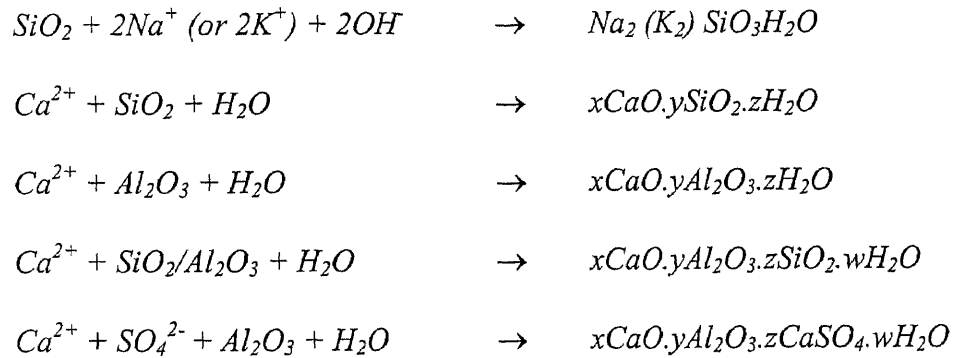 SiO₂ + 2Na⁺ (or 2K⁺) + 2OH⁻ → Na₂ (K₂) SiO₃H₂O
Ca²⁺ + SiO₂ + H₂O → xCaO.ySiO₂.zH₂O
Ca²⁺ + Al₂O₃ + H₂O → xCaO.yAl₂O₃.zH₂O
Ca²⁺ + SiO₂/Al₂O₃ + H₂O → xCaO.yAl₂O₃.zSiO₂.wH₂O
Ca²⁺ + SO₄²⁻ + Al₂O₃ + H₂O → xCaO.yAl₂O₃.zCaSO₄.wH₂O